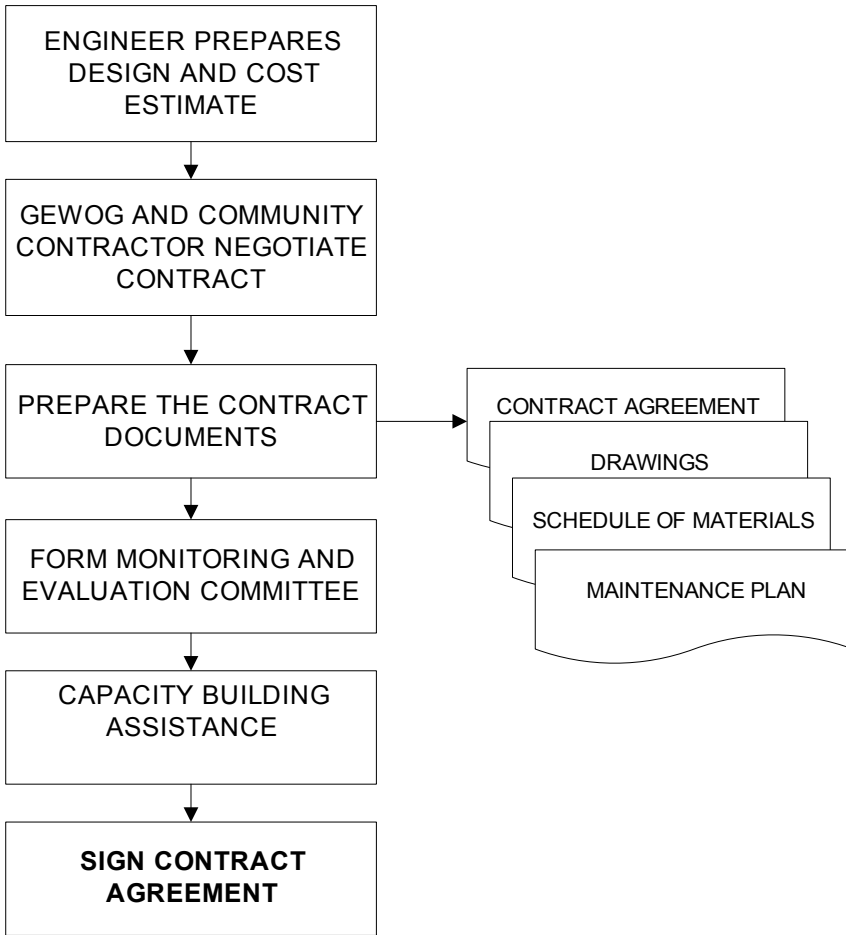 ENGINEER PREPARES
DESIGN AND COST
ESTIMATE
GEWOG AND COMMUNITY
CONTRACTOR NEGOTIATE
CONTRACT
PREPARE THE CONTRACT
DOCUMENTS
CONTRACT AGREEMENT
DRAWINGS
SCHEDULE OF MATERIALS
MAINTENANCE PLAN
FORM MONITORING AND
EVALUATION COMMITTEE
CAPACITY BUILDING
ASSISTANCE
SIGN CONTRACT
AGREEMENT